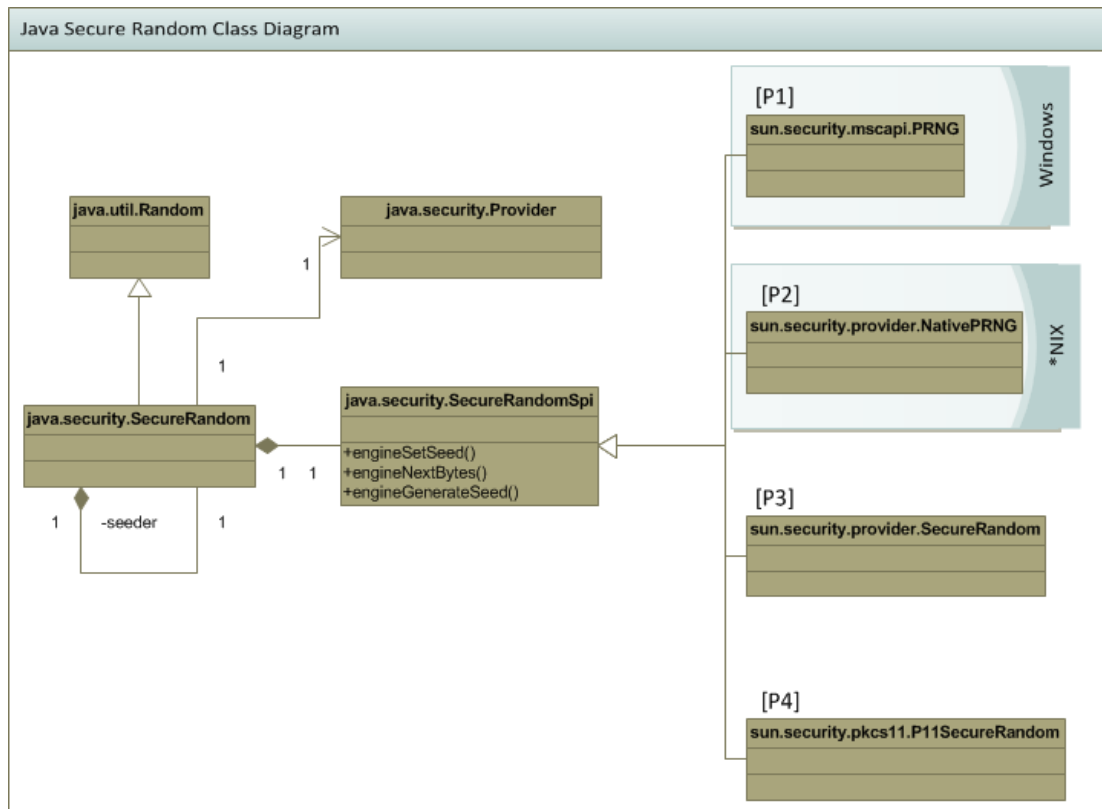 Java Secure Random Class Diagram
[P1]
sun.security.mscapi.PRNG
Windows
java.util.Random
java.security.Provider
1
[P2]
sun.security.provider.NativePRNG
*NIX
1
java.security.SecureRandom
java.security.SecureRandomSpi
+engineSetSeed()
+engineNextBytes()
+engineGenerateSeed()
1 1
1 -seeder 1
[P3]
sun.security.provider.SecureRandom
[P4]
sun.security.pkcs11.P11SecureRandom